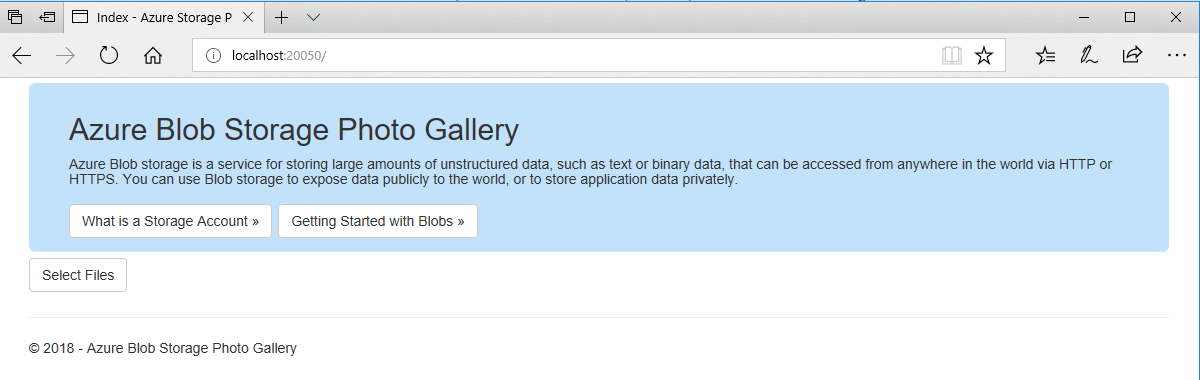 Index - Azure Storage P
localhost:20050/
Azure Blob Storage Photo Gallery
Azure Blob storage is a service for storing large amounts of unstructured data, such as text or binary data, that can be accessed from anywhere in the world via HTTP or
HTTPS. You can use Blob storage to expose data publicly to the world, or to store application data privately.
What is a Storage Account » Getting Started with Blobs »
Select Files
© 2018 - Azure Blob Storage Photo Gallery